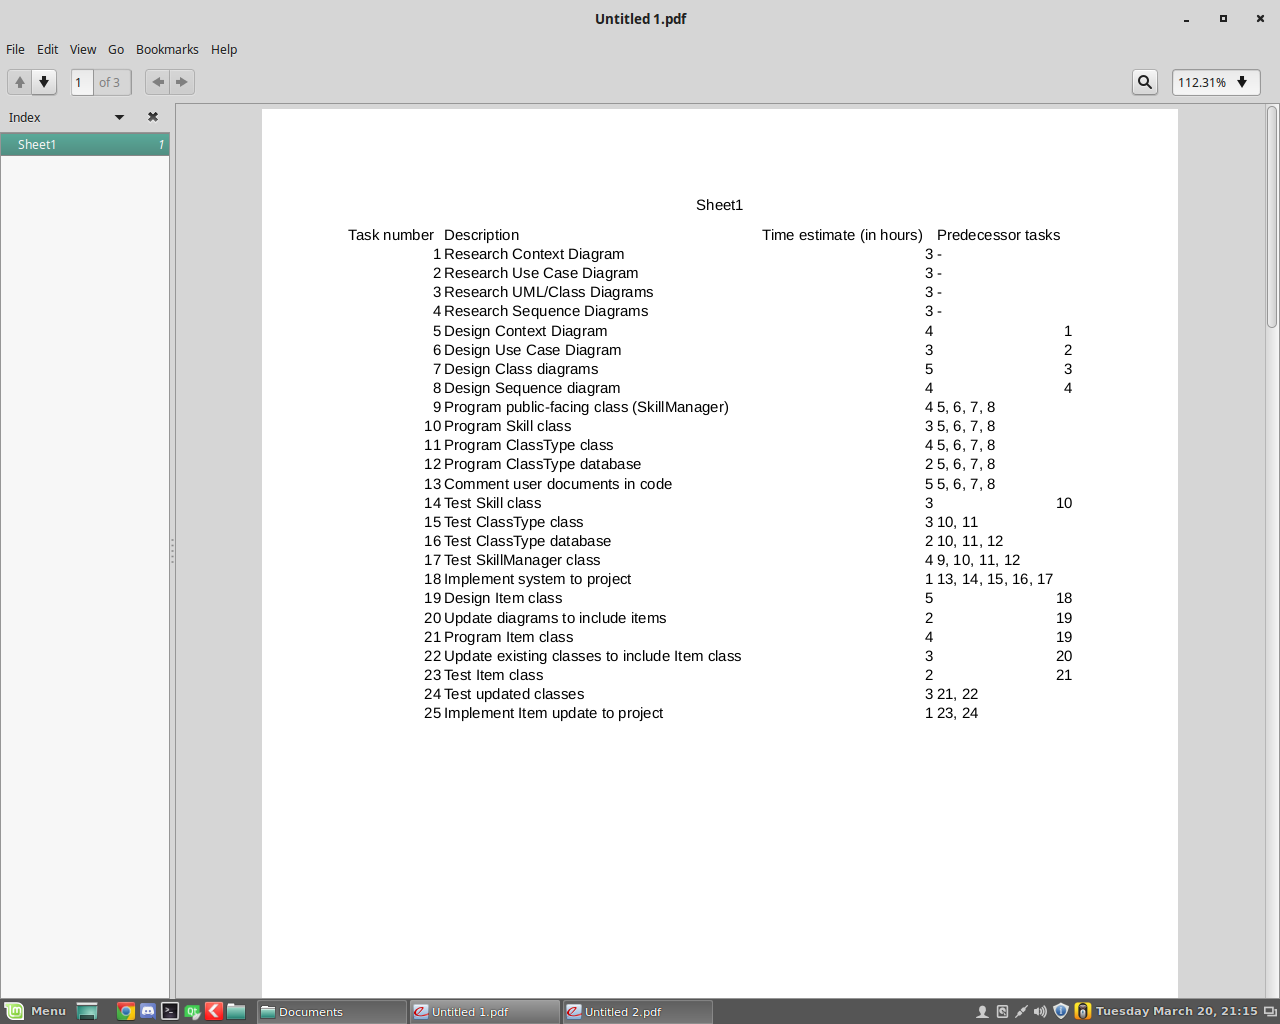 Untitled 1.pdf
File Edit View Go Bookmarks Help
1 of 3 112.31%
Index
Sheet1 1
Sheet1
Task number Description Time estimate (in hours) Predecessor tasks
1 Research Context Diagram 3 -
2 Research Use Case Diagram 3 -
3 Research UML/Class Diagrams 3 -
4 Research Sequence Diagrams 3 -
5 Design Context Diagram 4 1
6 Design Use Case Diagram 3 2
7 Design Class diagrams 5 3
8 Design Sequence diagram 4 4
9 Program public-facing class (SkillManager) 4 5, 6, 7, 8
10 Program Skill class 3 5, 6, 7, 8
11 Program ClassType class 4 5, 6, 7, 8
12 Program ClassType database 2 5, 6, 7, 8
13 Comment user documents in code 5 5, 6, 7, 8
14 Test Skill class 3 10
15 Test ClassType class 3 10, 11
16 Test ClassType database 2 10, 11, 12
17 Test SkillManager class 4 9, 10, 11, 12
18 Implement system to project 1 13, 14, 15, 16, 17
19 Design Item class 5 18
20 Update diagrams to include items 2 19
21 Program Item class 4 19
22 Update existing classes to include Item class 3 20
23 Test Item class 2 21
24 Test updated classes 3 21, 22
25 Implement Item update to project 1 23, 24
Menu Documents Untitled 1.pdf Untitled 2.pdf Tuesday March 20, 21:15